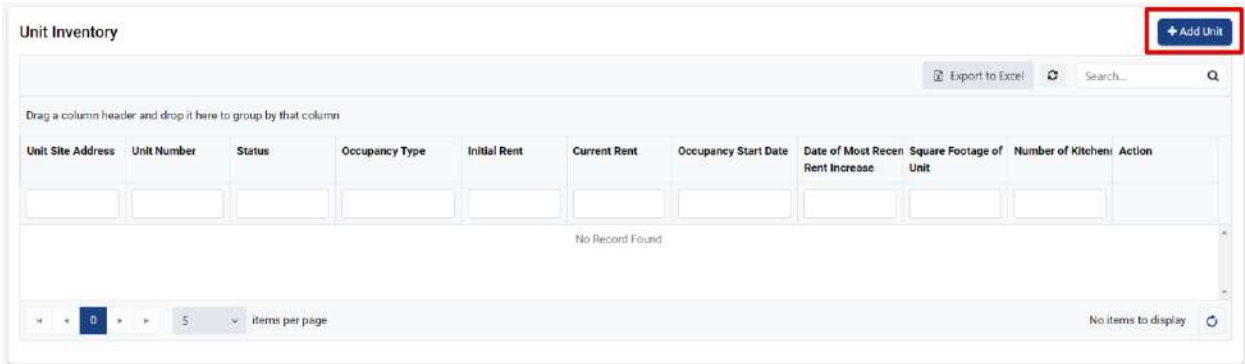 Unit Inventory
+ Add Unit
Export to Excel
Search...
Drag a column header and drop it here to group by that column
Unit Site Address Unit Number Status Occupancy Type Initial Rent Current Rent Occupancy Start Date Date of Most Recen Square Footage of Number of Kitchens Action
Rent Increase Unit
No Record Found
0 5 items per page No items to display